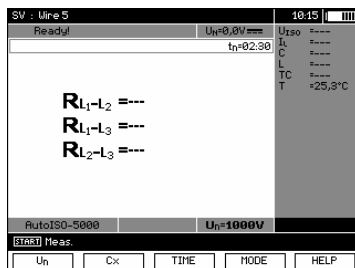 SV : Wire 5 10:15
Ready! UN=0,0V
tn=02:30
RL1-L2 =---
RL1-L3 =---
RL2-L3 =---
UISO =---
IL =---
C =---
L =---
TC =---
T =25,3°C
AutoISO-5000 Un=1000V
START Meas.
Un Cx TIME MODE HELP